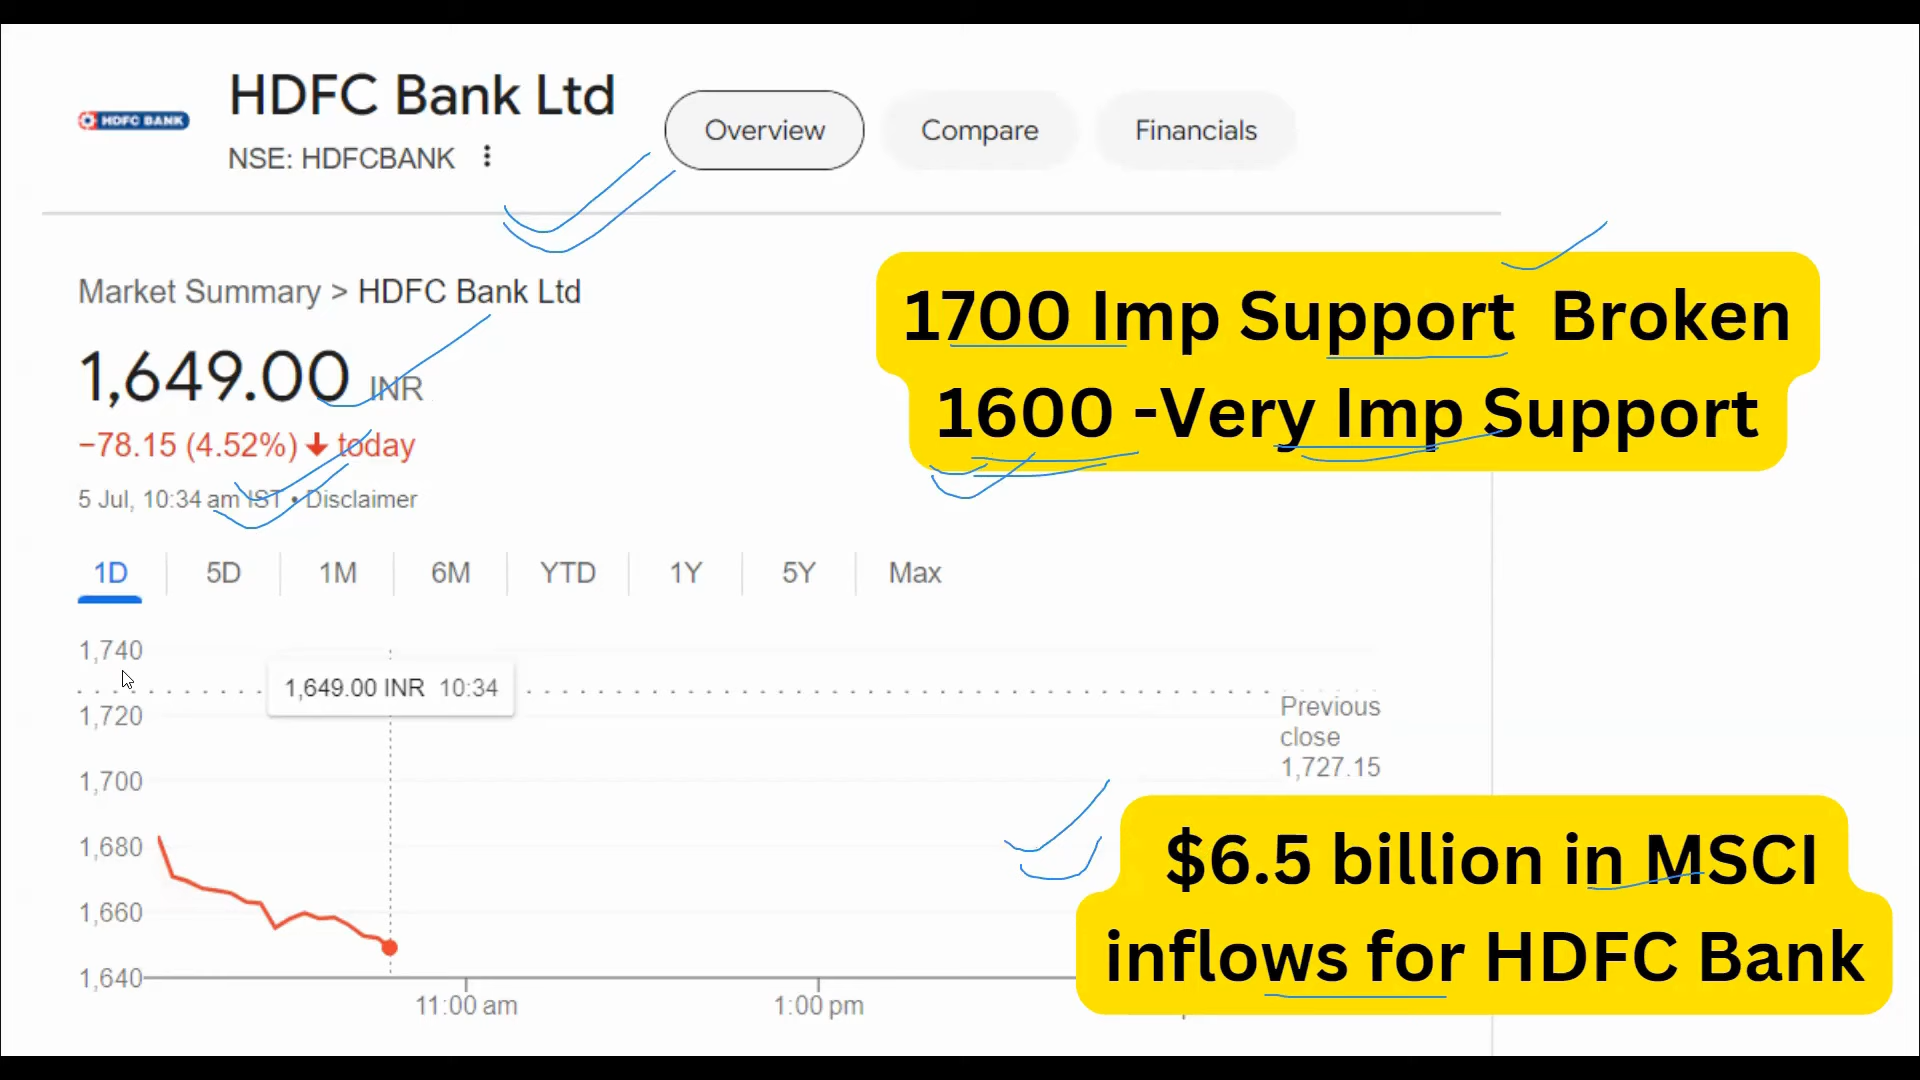 HDFC BANK
HDFC Bank Ltd
NSE: HDFCBANK
Overview
Compare
Financials
Market Summary > HDFC Bank Ltd
1,649.00 INR
−78.15 (4.52%) ↓ today
5 Jul, 10:34 am IST • Disclaimer
1700 Imp Support Broken
1600 -Very Imp Support
1D 5D 1M 6M YTD 1Y 5Y Max
1,740
1,649.00 INR 10:34
1,720
Previous
close
1,727.15
1,700
1,680
1,660
1,640
11:00 am
1:00 pm
$6.5 billion in MSCI
inflows for HDFC Bank